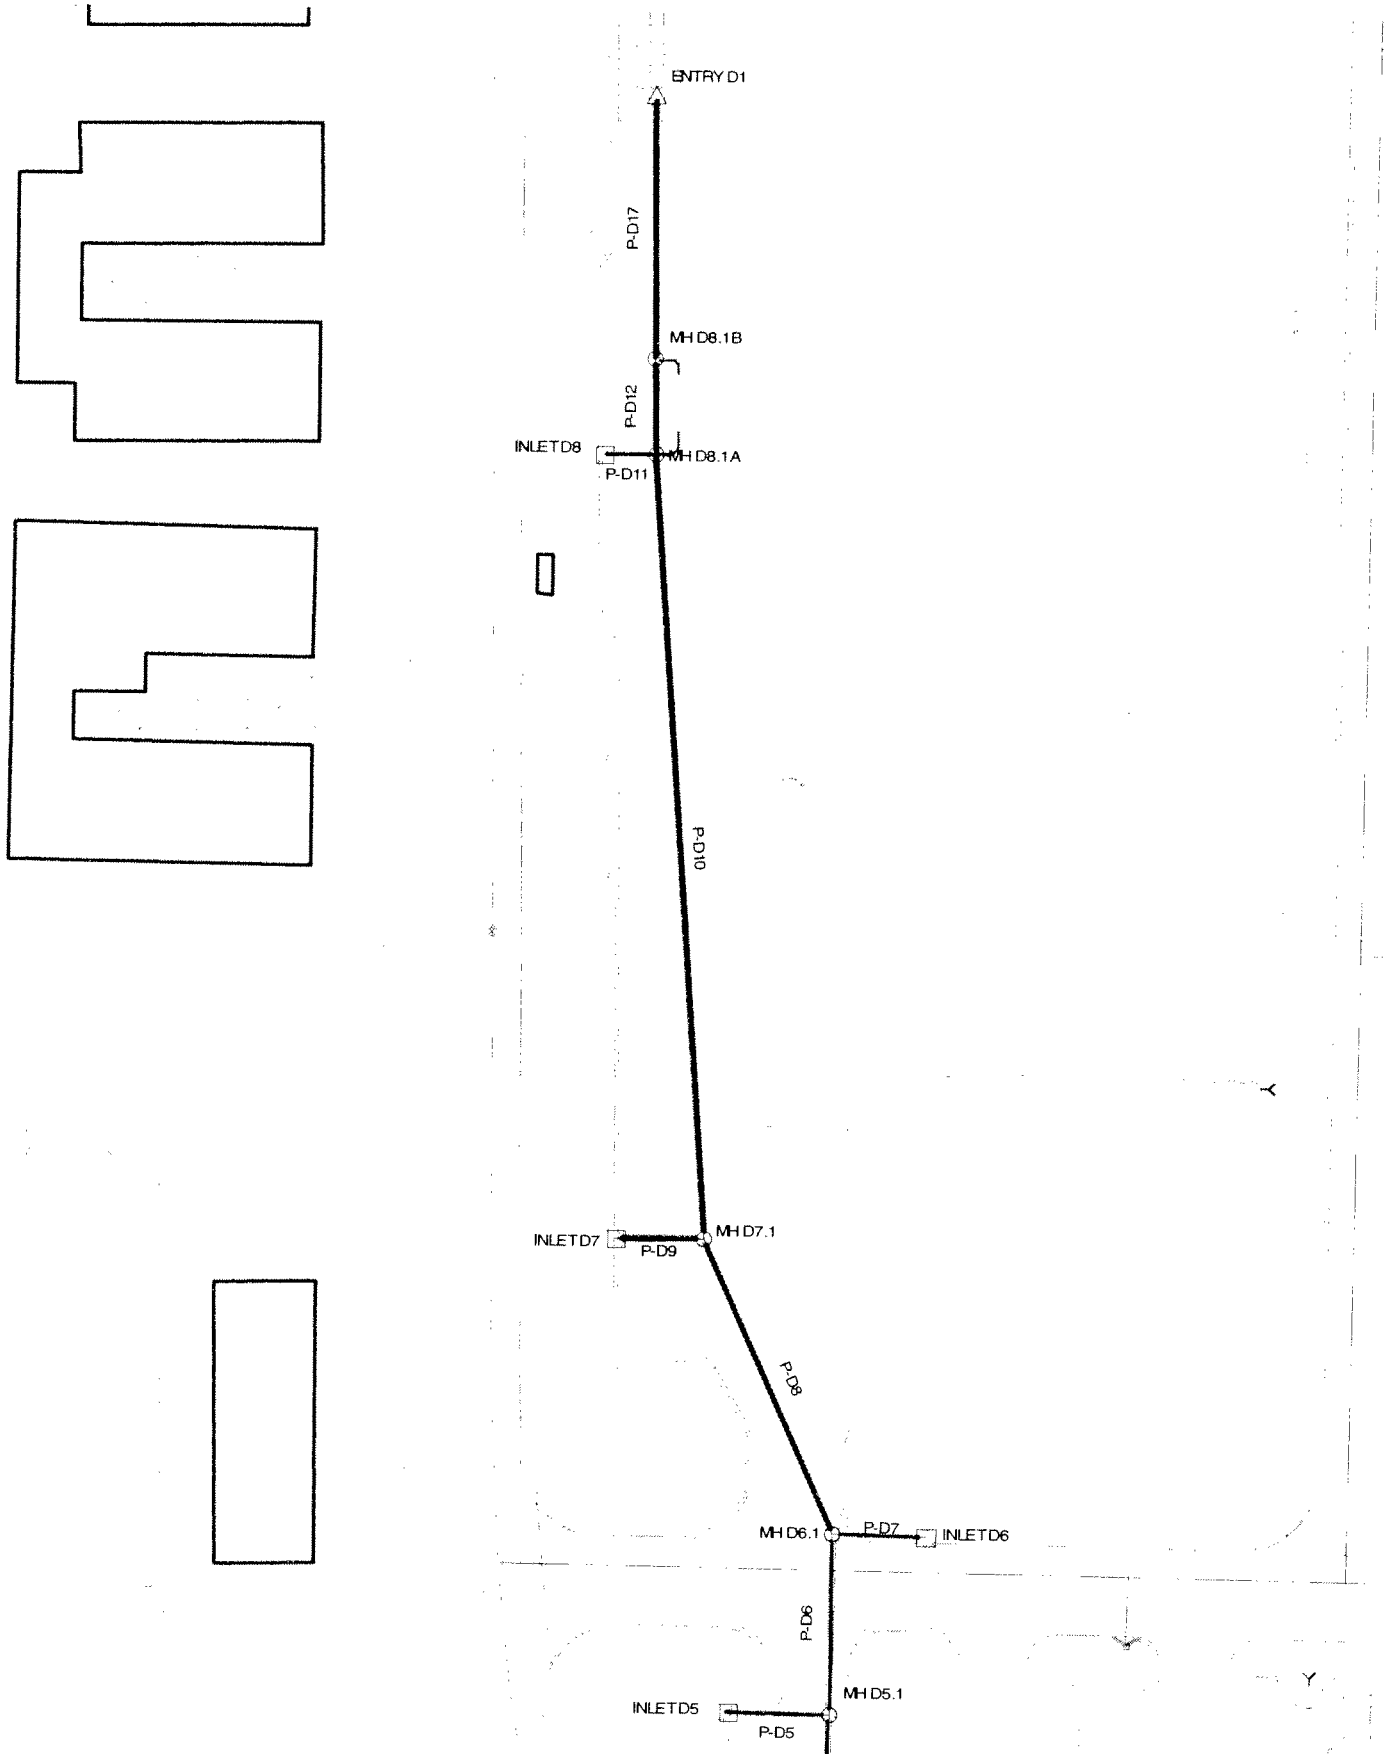 ENTRY D1
P-D17
MH D8.1B
P-D12
INLET D8
MH D8.1A
P-D11
P-D10
INLET D7
MH D7.1
P-D9
P-D8
MH D6.1
P-D7
INLET D6
P-D6
MH D5.1
INLET D5
P-D5